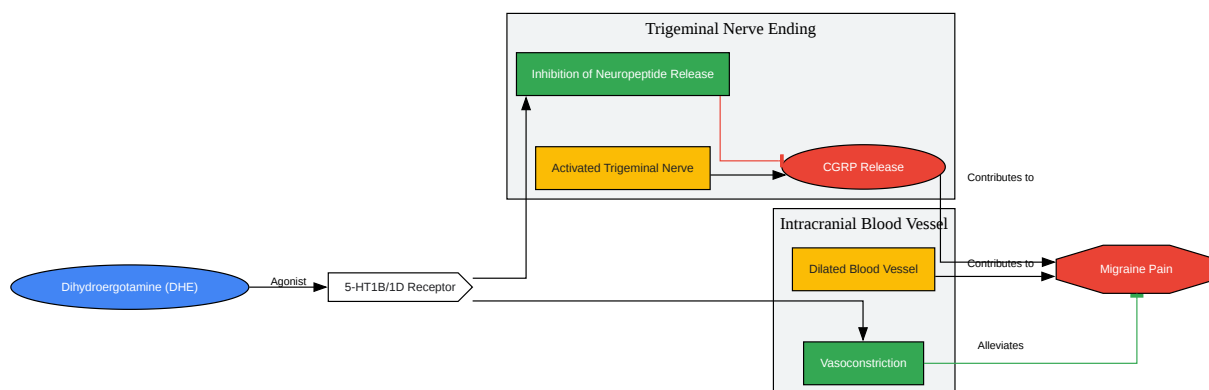 Trigeminal Nerve Ending
Inhibition of Neuropeptide Release
Activated Trigeminal Nerve
CGRP Release
Contributes to
Intracranial Blood Vessel
Dilated Blood Vessel
Contributes to
Migraine Pain
Dihydroergotamine (DHE)
Agonist
5-HT1B/1D Receptor
Vasoconstriction
Alleviates